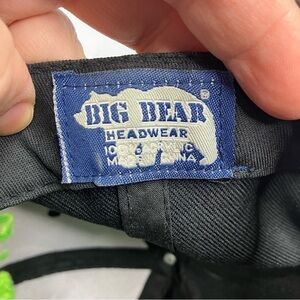 BIG BEAR
®
HEADWEAR
100% ACRYLIC
MADE IN CHINA